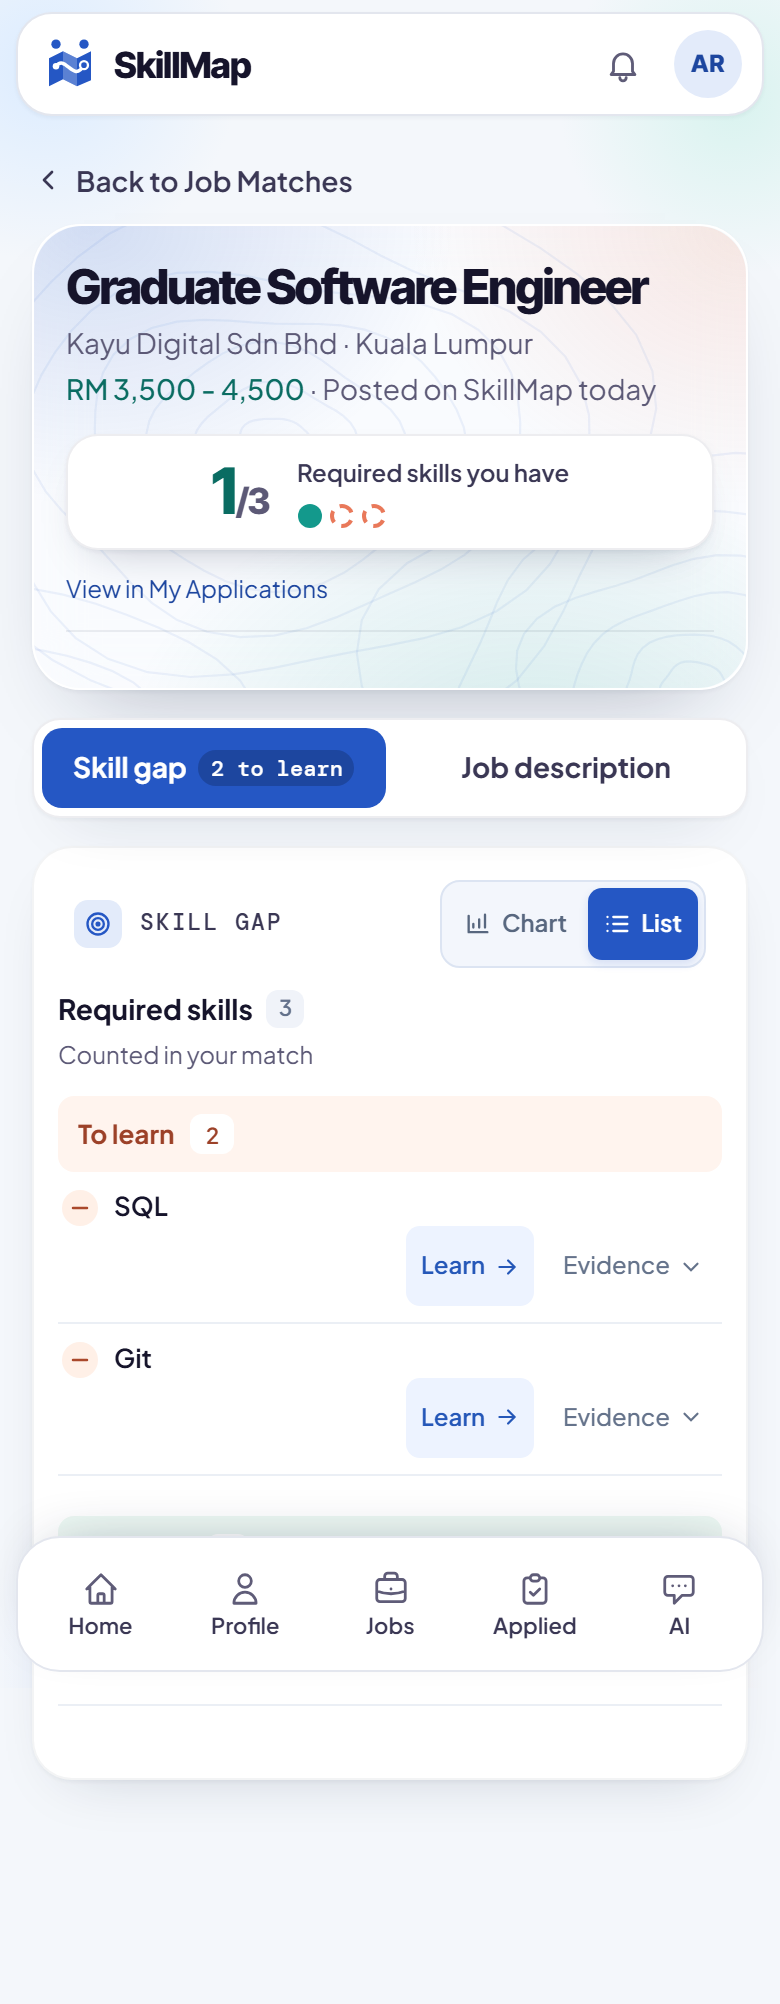 SkillMap
AR
Back to Job Matches
Graduate Software Engineer
Kayu Digital Sdn Bhd · Kuala Lumpur
RM 3,500 - 4,500 · Posted on SkillMap today
1/3
Required skills you have
View in My Applications
Skill gap 2 to learn
Job description
SKILL GAP
Chart
List
Required skills 3
Counted in your match
To learn 2
SQL
Learn → Evidence
Git
Learn → Evidence
Home
Profile
Jobs
Applied
AI